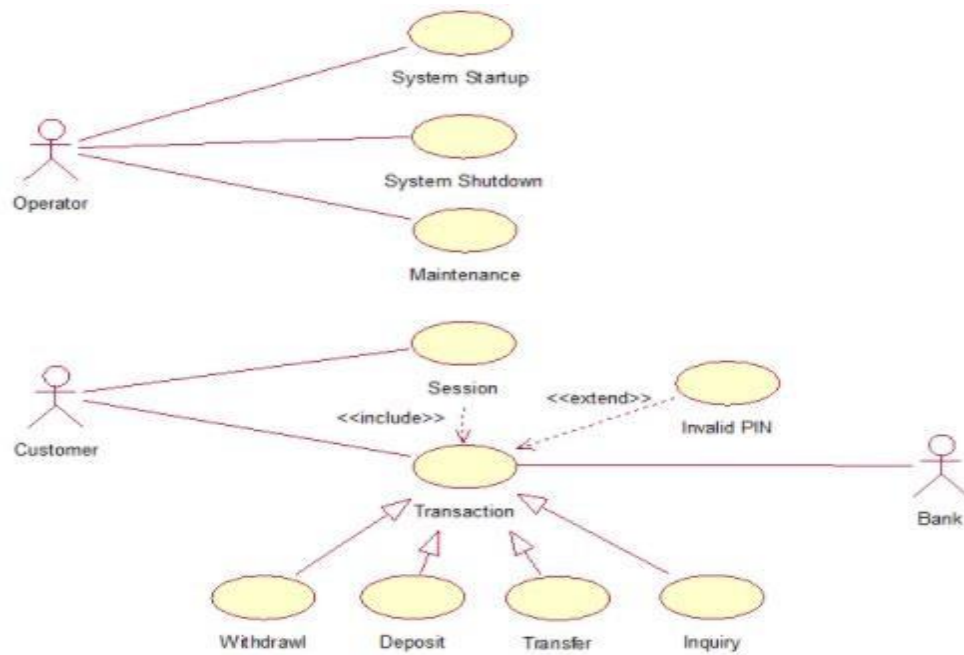 System Startup
System Shutdown
Operator
Maintenance
Session
<<include>>
<<extend>>
Invalid PIN
Customer
Transaction
Bank
Withdrawl
Deposit
Transfer
Inquiry